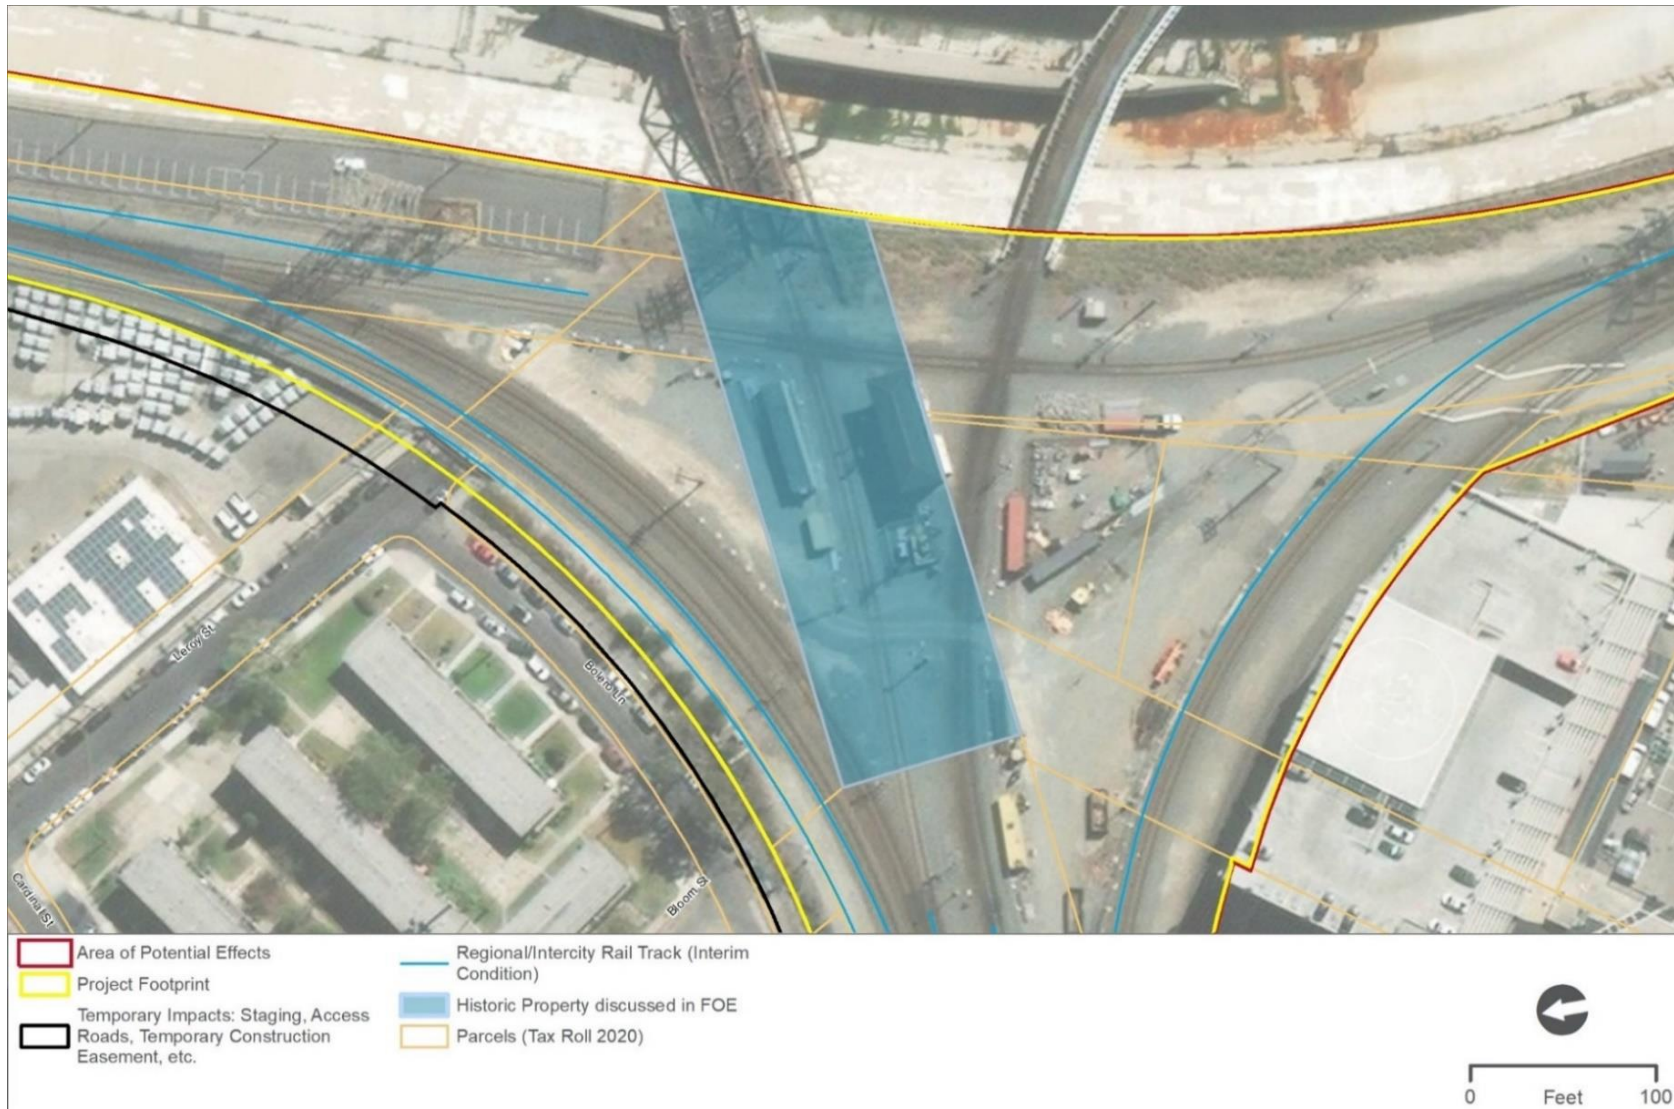 Leroy St
Bolero Ln
Cardinal St
Bloom St
Area of Potential Effects
Project Footprint
Temporary Impacts: Staging, Access
Roads, Temporary Construction
Easement, etc.
Regional/Intercity Rail Track (Interim
Condition)
Historic Property discussed in FOE
Parcels (Tax Roll 2020)
0 Feet 100